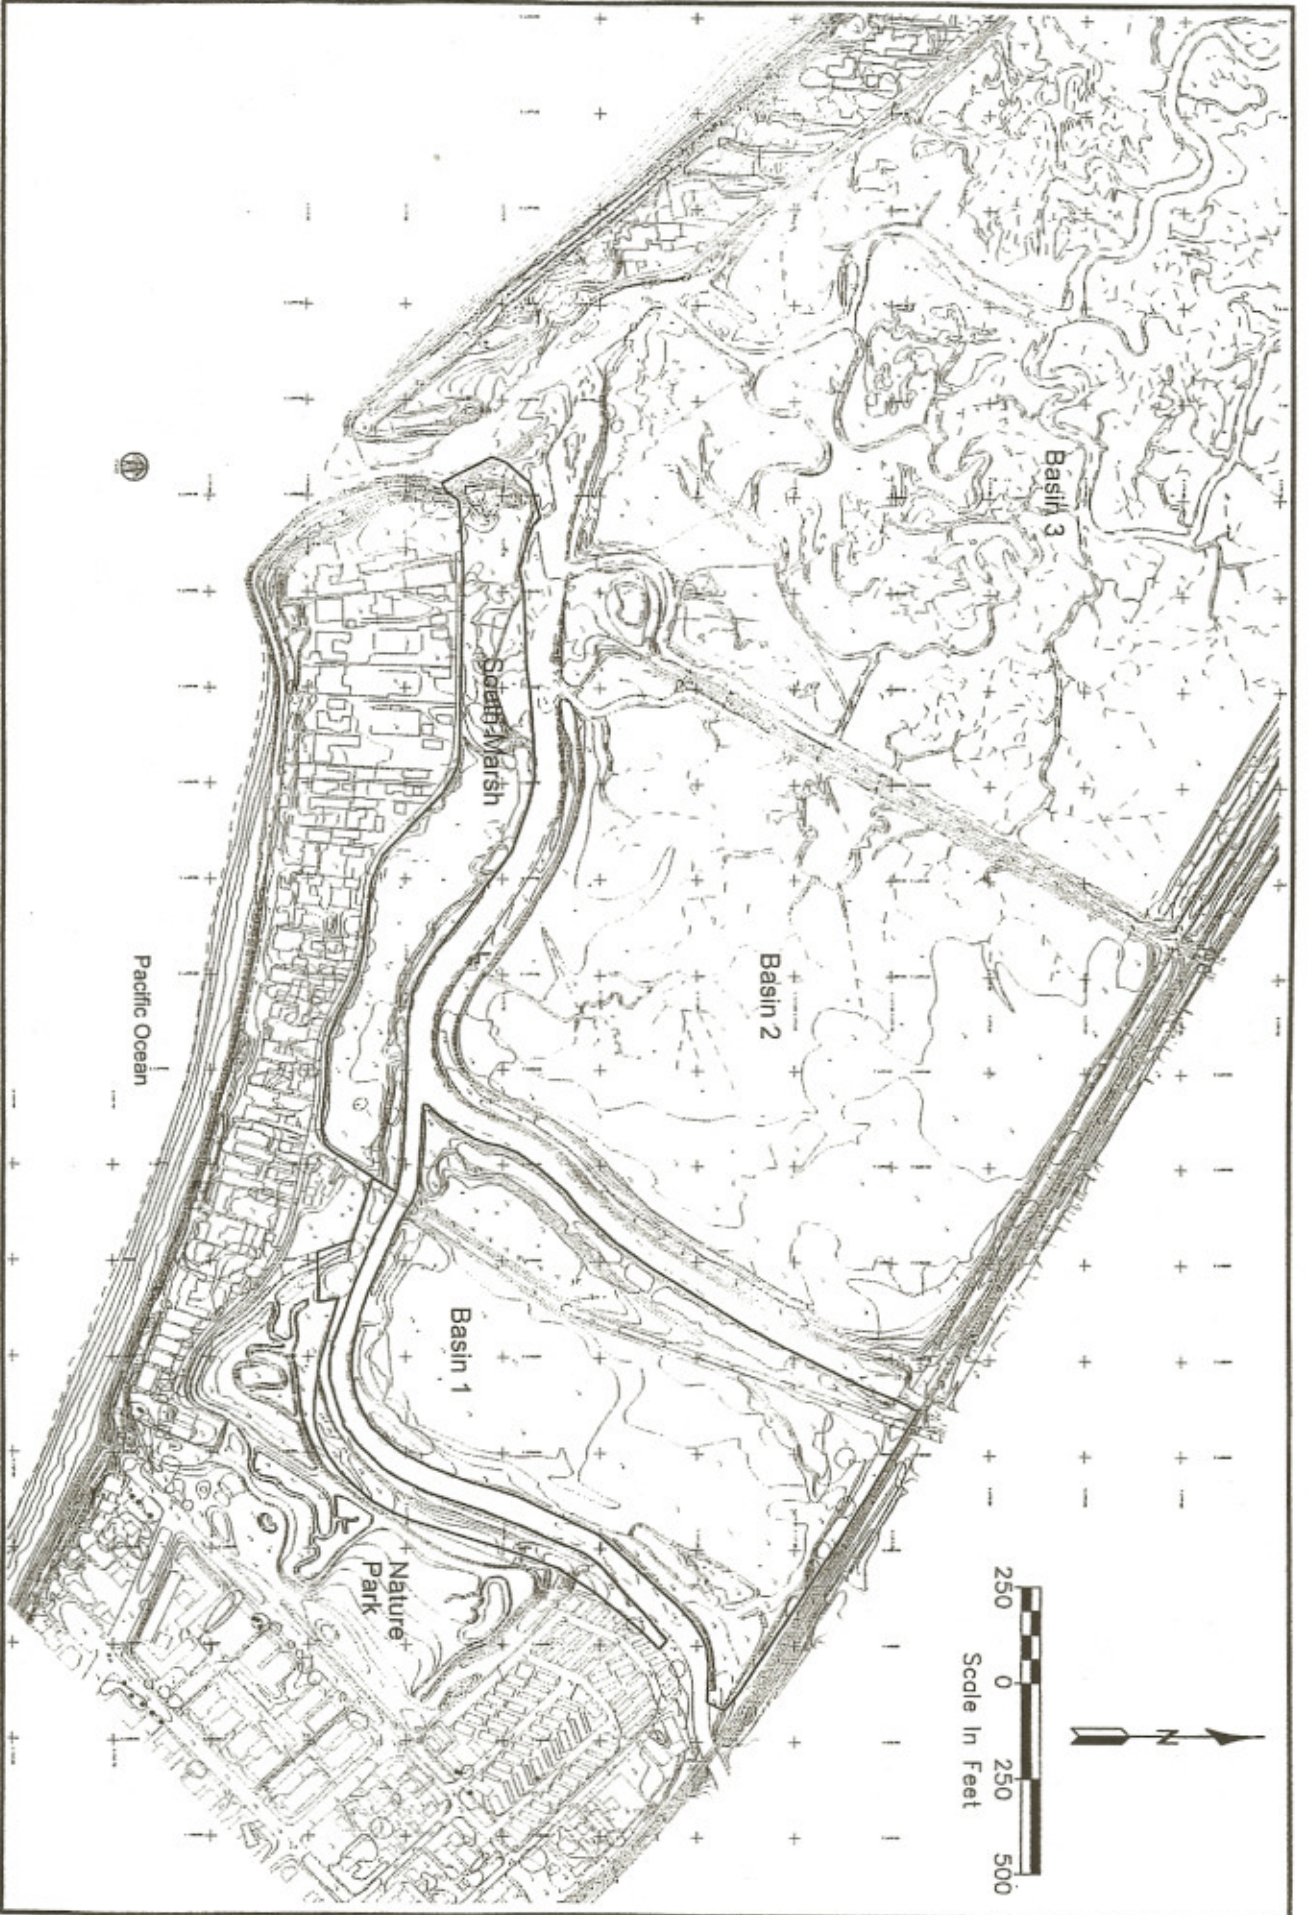 Basin 3
South Marsh
Basin 2
Pacific Ocean
Basin 1
Nature
Park
N
250 0 250 500
Scale In Feet